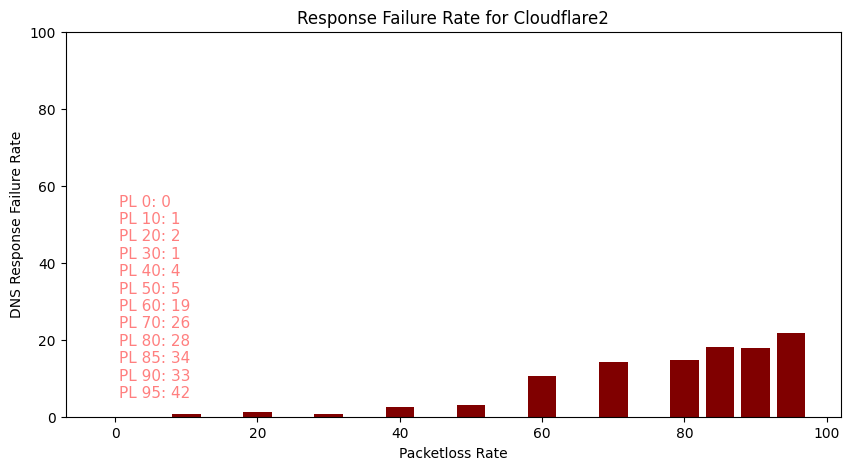 Response Failure Rate for Cloudflare2
100
80
60
40
20
0
DNS Response Failure Rate
PL 0: 0
PL 10: 1
PL 20: 2
PL 30: 1
PL 40: 4
PL 50: 5
PL 60: 19
PL 70: 26
PL 80: 28
PL 85: 34
PL 90: 33
PL 95: 42
0 20 40 60 80 100
Packetloss Rate